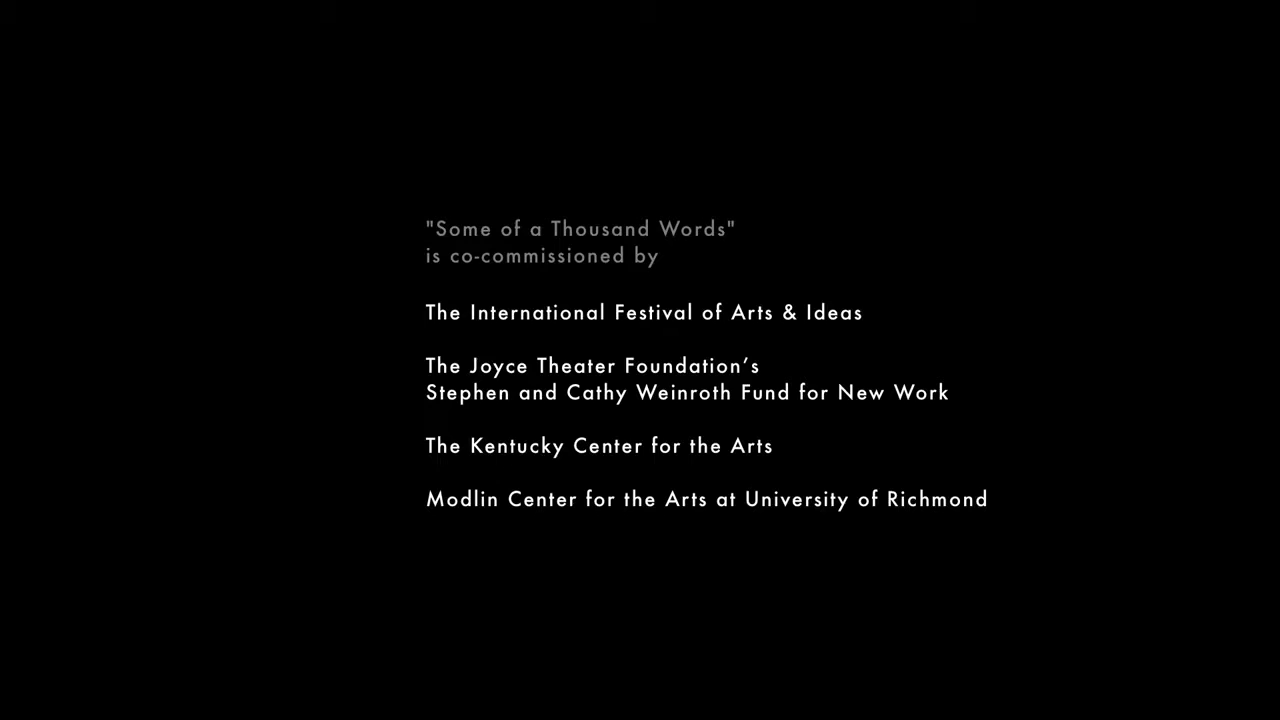 "Some of a Thousand Words"
is co-commissioned by
The International Festival of Arts & Ideas
The Joyce Theater Foundation’s
Stephen and Cathy Weinroth Fund for New Work
The Kentucky Center for the Arts
Modlin Center for the Arts at University of Richmond